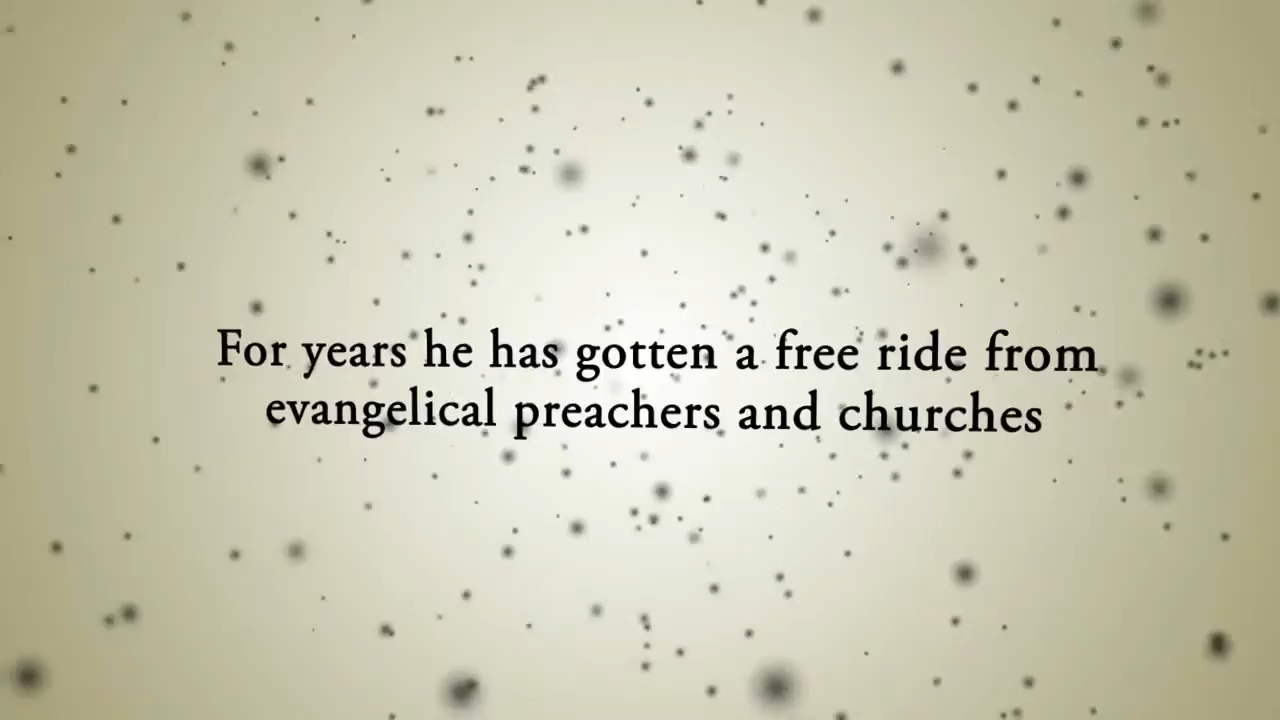 For years he has gotten a free ride from
evangelical preachers and churches